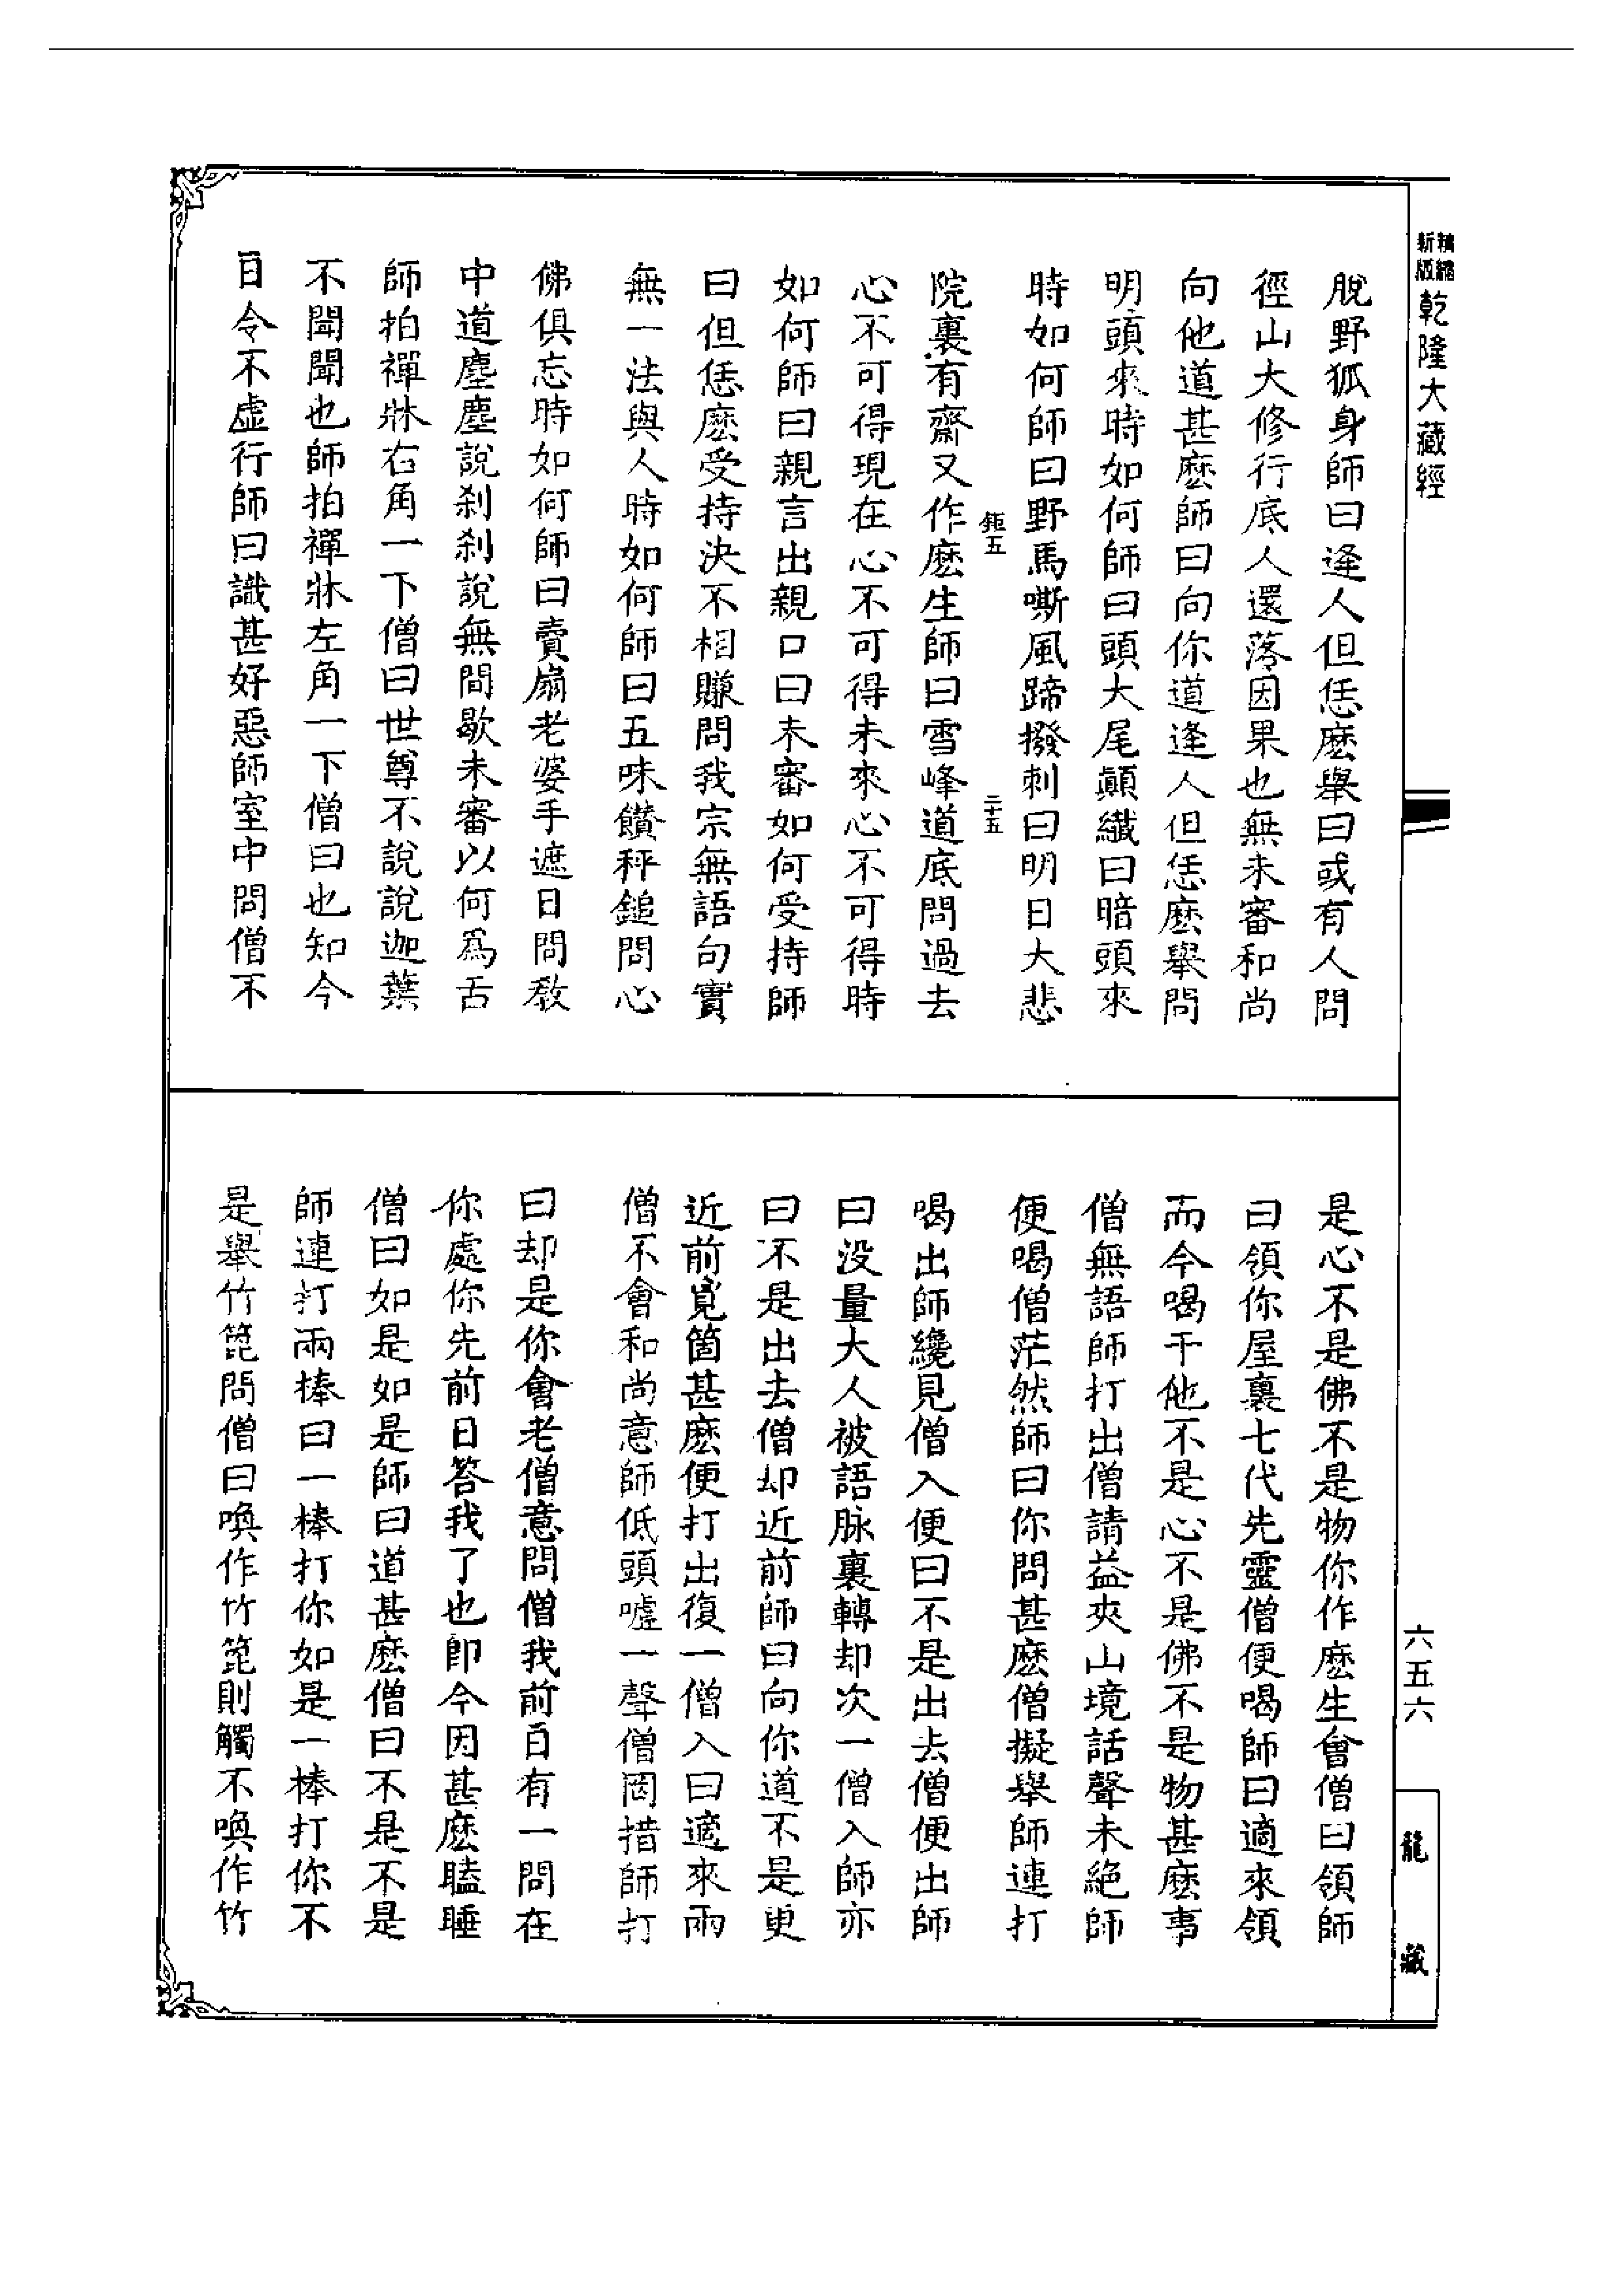 精縮新版乾隆大藏經
脫野狐身師曰逢人但恁麽舉曰或有人問
徑山大修行底人還落因果也無未審和尚
向他道甚麽師曰向你道逢人但恁麽舉問
明頭來時如何師曰頭大尾顛纖曰暗頭來
時如何師曰野馬嘶風蹄撥剌曰明日大悲
鉅五 二十五
院裏有齋又作麽生師曰雪峰道底問過去
心不可得現在心不可得未來心不可得時
如何師曰親言出親口曰未審如何受持師
曰但恁麽受持決不相賺問我宗無語句實
無一法與人時如何師曰五味饡秤鎚問心
佛俱忘時如何師曰賣扇老婆手遮日問教
中道塵塵說剎剎說無間歇未審以何爲舌
師拍禪牀右角一下僧曰世尊不說說迦葉
不聞聞也師拍禪牀左角一下僧曰也知今
日令不虛行師曰識甚好惡師室中問僧不
是心不是佛不是物你作麽生會僧曰領師
曰領你屋裏七代先靈僧便喝師曰適來領
而今喝干他不是心不是佛不是物甚麽事
僧無語師打出僧請益夾山境話聲未絕師
便喝僧茫然師曰你問甚麽僧擬舉師連打
喝出師纔見僧入便曰不是出去僧便出師
曰没量大人被語脉裏轉却次一僧入師亦
曰不是出去僧却近前師曰向你道不是更
近前覓箇甚麽便打出復一僧入曰適來兩
僧不會和尚意師低頭噓一聲僧罔措師打
曰却是你會老僧意問僧我前日有一問在
你處你先前日答我了也即今因甚麽瞌睡
僧曰如是如是師曰道甚麽僧曰不是不是
師連打兩棒曰一棒打你如是一棒打你不
是舉竹篦問僧曰喚作竹篦則觸不喚作竹
六五六
龍藏